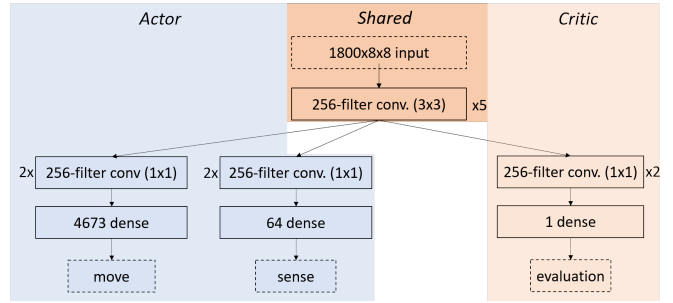 Actor
Shared
Critic
1800x8x8 input
256-filter conv. (3x3) x5
2x 256-filter conv (1x1)
2x 256-filter conv. (1x1)
256-filter conv. (1x1) x2
4673 dense
64 dense
1 dense
move
sense
evaluation